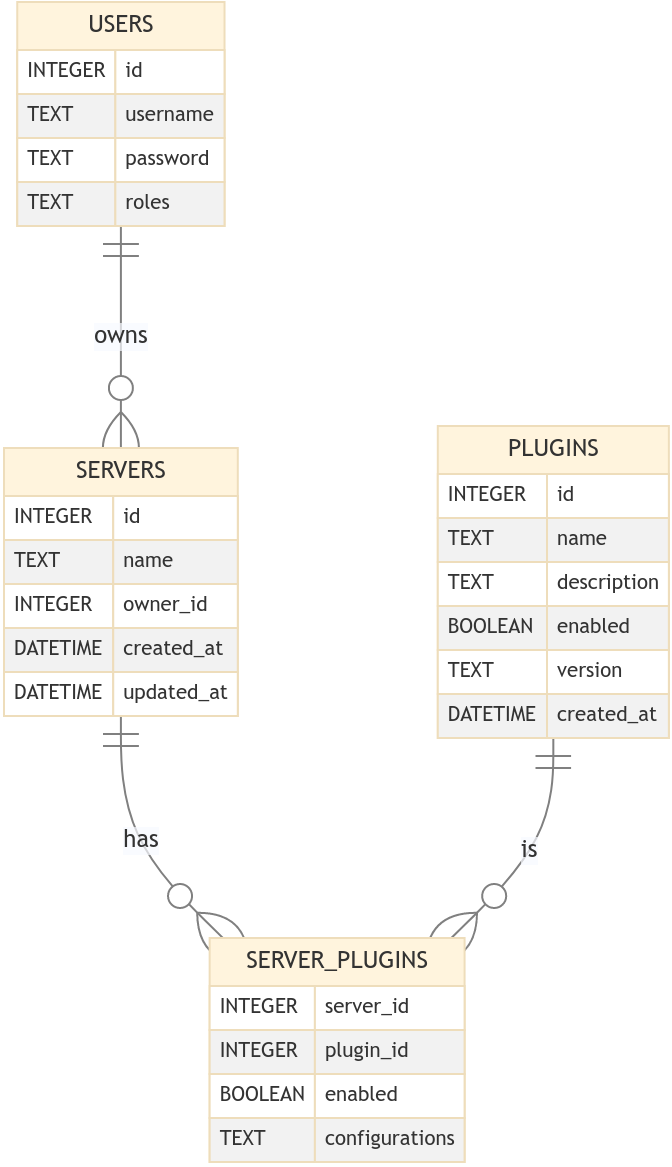 USERS
INTEGER id
TEXT username
TEXT password
TEXT roles
owns
SERVERS
INTEGER id
TEXT name
INTEGER owner_id
DATETIME created_at
DATETIME updated_at
PLUGINS
INTEGER id
TEXT name
TEXT description
BOOLEAN enabled
TEXT version
DATETIME created_at
has
is
SERVER_PLUGINS
INTEGER server_id
INTEGER plugin_id
BOOLEAN enabled
TEXT configurations